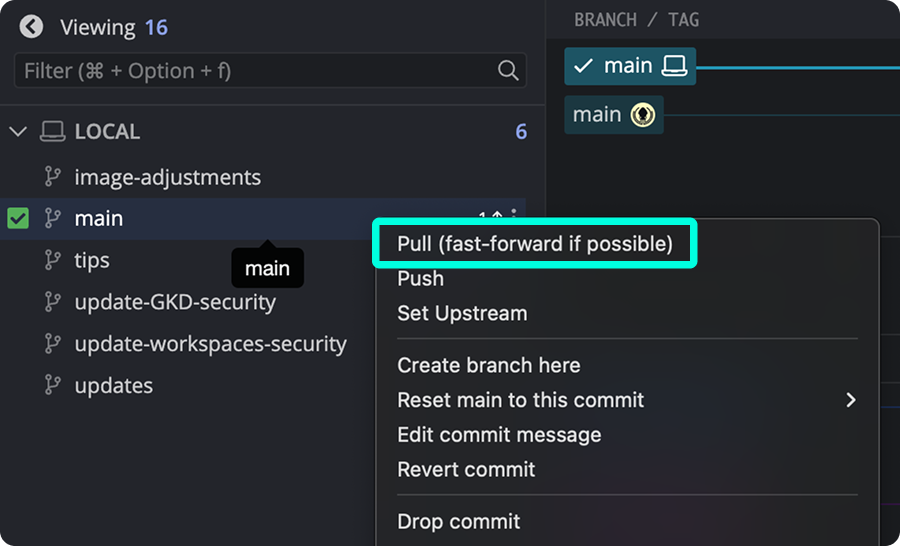 Viewing 16
Filter (⌘ + Option + f)
LOCAL 6
image-adjustments
main 1↑
tips
main
update-GKD-security
update-workspaces-security
updates
BRANCH / TAG
main
main
Pull (fast-forward if possible)
Push
Set Upstream
Create branch here
Reset main to this commit
Edit commit message
Revert commit
Drop commit